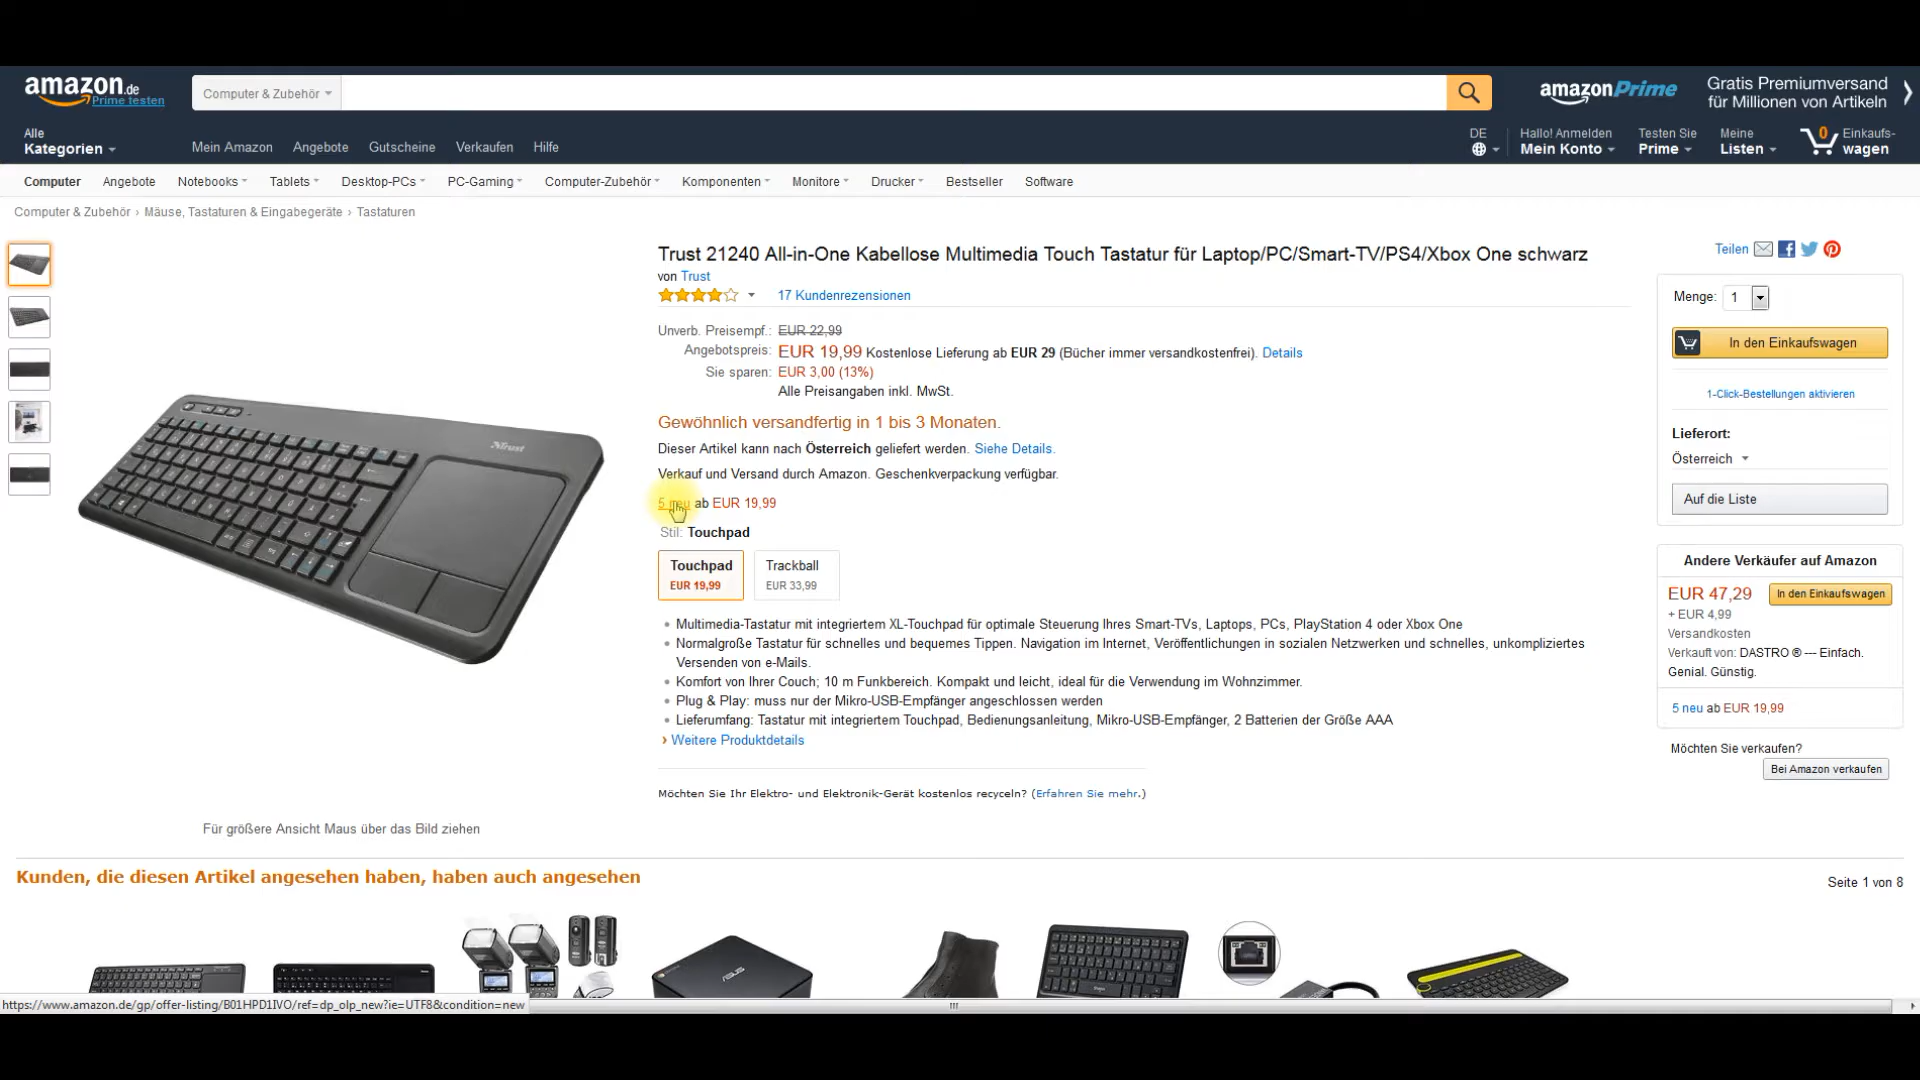 amazon.de
Prime testen
Computer & Zubehör
amazonPrime
Gratis Premiumversand
für Millionen von Artikeln
Alle
Kategorien
Mein Amazon Angebote Gutscheine Verkaufen Hilfe
DE
Hallo! Anmelden
Mein Konto
Testen Sie
Prime
Meine
Listen
0
Einkaufs-
wagen
Computer Angebote Notebooks Tablets Desktop-PCs PC-Gaming Computer-Zubehör Komponenten Monitore Drucker Bestseller Software
Computer & Zubehör › Mäuse, Tastaturen & Eingabegeräte › Tastaturen
Trust 21240 All-in-One Kabellose Multimedia Touch Tastatur für Laptop/PC/Smart-TV/PS4/Xbox One schwarz
von Trust
17 Kundenrezensionen
Unverb. Preisempf.: EUR 22,99
Angebotspreis: EUR 19,99 Kostenlose Lieferung ab EUR 29 (Bücher immer versandkostenfrei). Details
Sie sparen: EUR 3,00 (13%)
Alle Preisangaben inkl. MwSt.
Gewöhnlich versandfertig in 1 bis 3 Monaten.
Dieser Artikel kann nach Österreich geliefert werden. Siehe Details.
Verkauf und Versand durch Amazon. Geschenkverpackung verfügbar.
5 neu ab EUR 19,99
Stil: Touchpad
Touchpad
EUR 19,99
Trackball
EUR 33,99
Multimedia-Tastatur mit integriertem XL-Touchpad für optimale Steuerung Ihres Smart-TVs, Laptops, PCs, PlayStation 4 oder Xbox One
Normalgroße Tastatur für schnelles und bequemes Tippen. Navigation im Internet, Veröffentlichungen in sozialen Netzwerken und schnelles, unkompliziertes
Versenden von e-Mails.
Komfort von Ihrer Couch; 10 m Funkbereich. Kompakt und leicht, ideal für die Verwendung im Wohnzimmer.
Plug & Play: muss nur der Mikro-USB-Empfänger angeschlossen werden
Lieferumfang: Tastatur mit integriertem Touchpad, Bedienungsanleitung, Mikro-USB-Empfänger, 2 Batterien der Größe AAA
› Weitere Produktdetails
Möchten Sie Ihr Elektro- und Elektronik-Gerät kostenlos recyceln? (Erfahren Sie mehr.)
Trust
Für größere Ansicht Maus über das Bild ziehen
Teilen
Menge: 1
In den Einkaufswagen
1-Click-Bestellungen aktivieren
Lieferort:
Österreich
Auf die Liste
Andere Verkäufer auf Amazon
EUR 47,29
In den Einkaufswagen
+ EUR 4,99
Versandkosten
Verkauft von: DASTRO ® --- Einfach.
Genial. Günstig.
5 neu ab EUR 19,99
Möchten Sie verkaufen?
Bei Amazon verkaufen
Kunden, die diesen Artikel angesehen haben, haben auch angesehen
Seite 1 von 8
ASUS
https://www.amazon.de/gp/offer-listing/B01HPD1IVO/ref=dp_olp_new?ie=UTF8&condition=new